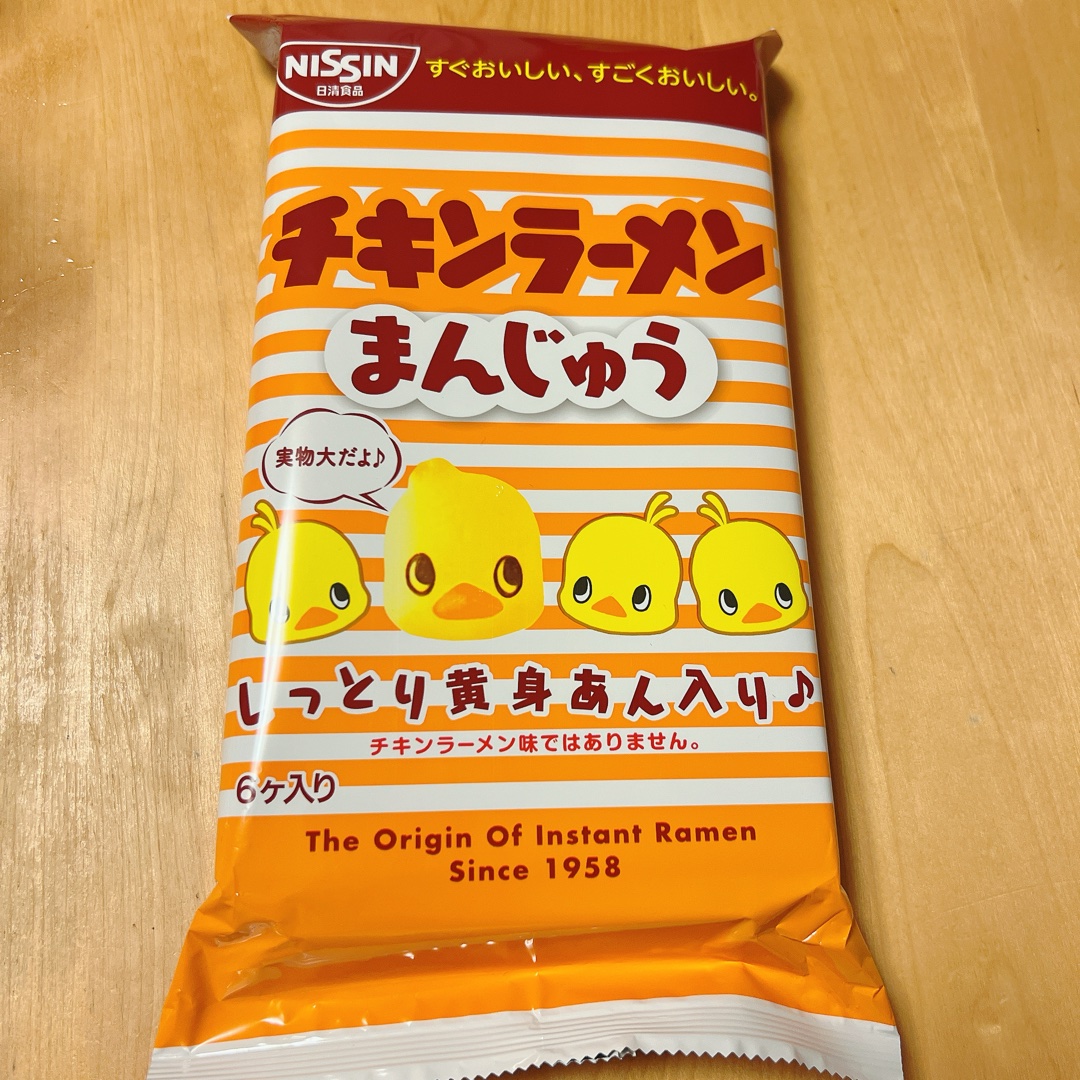 NISSIN
日清食品
すぐおいしい、すごくおいしい。
チキンラーメン
まんじゅう
実物大だよ♪
しっとり黄身あん入り♪
チキンラーメン味ではありません。
6ヶ入り
The Origin Of Instant Ramen
Since 1958